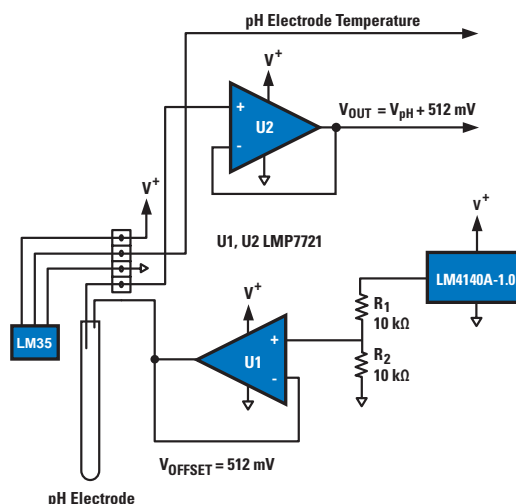 pH Electrode Temperature
V+
+
U2
-
VOUT = VpH + 512 mV
V+
U1, U2 LMP7721
V+
LM4140A-1.0
LM35
V+
+
U1
-
R1
10 kΩ
R2
10 kΩ
VOFFSET = 512 mV
pH Electrode